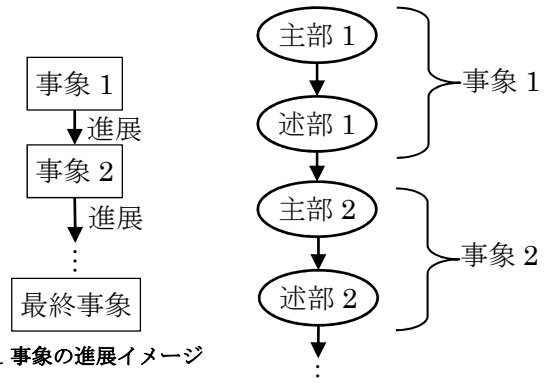 事象 1
進展
事象 2
進展
⋮
最終事象
事象の進展イメージ
主部 1
述部 1
事象 1
主部 2
述部 2
事象 2
⋮